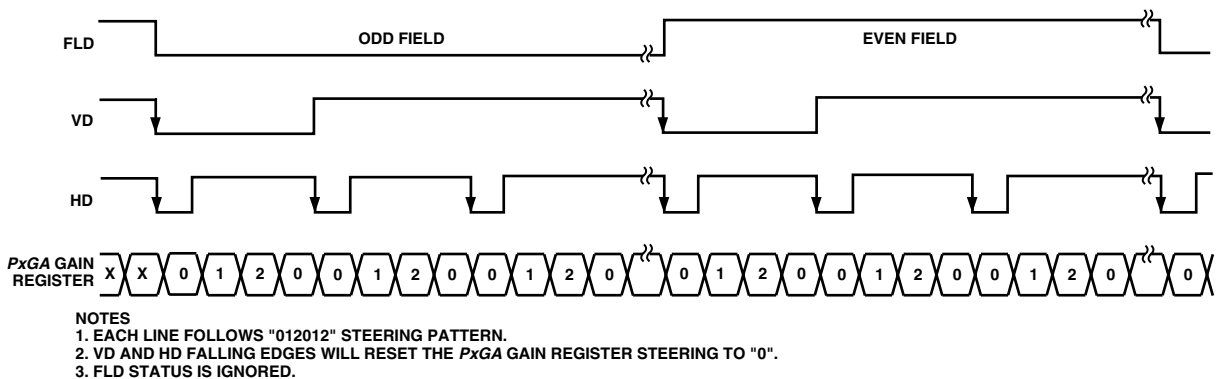 FLD
ODD FIELD
EVEN FIELD
VD
HD
PxGA GAIN
REGISTER
X X 0 1 2 0 0 1 2 0 0 1 2 0 0 1 2 0 0 1 2 0 0 1 2 0 0
NOTES
1. EACH LINE FOLLOWS "012012" STEERING PATTERN.
2. VD AND HD FALLING EDGES WILL RESET THE PxGA GAIN REGISTER STEERING TO "0".
3. FLD STATUS IS IGNORED.